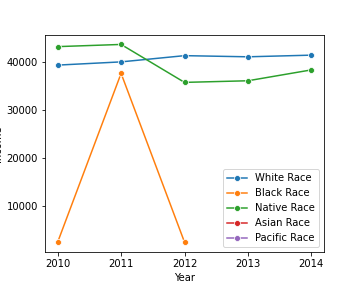 40000
30000
20000
10000
White Race
Black Race
Native Race
Asian Race
Pacific Race
2010 2011 2012 2013 2014
Year